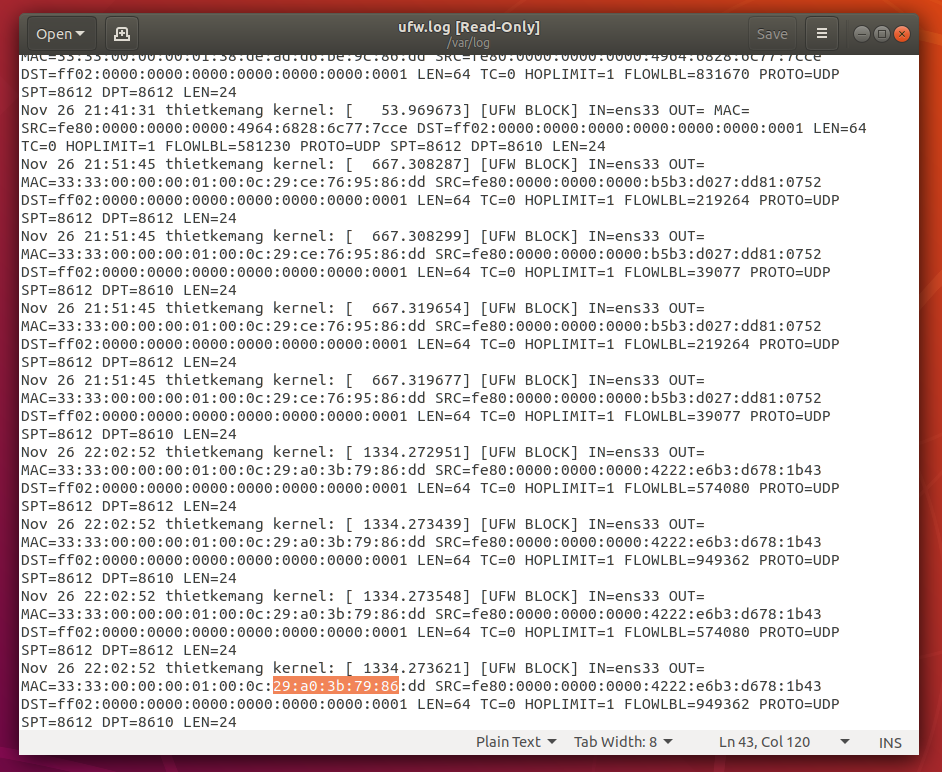 Open
ufw.log [Read-Only]
/var/log
Save
MAC=33:33:00:00:00:01:38:de:ad:d6:be:9c:86:dd SRC=fe80:0000:0000:0000:4964:6828:6c77:7cce
DST=ff02:0000:0000:0000:0000:0000:0000:0001 LEN=64 TC=0 HOPLIMIT=1 FLOWLBL=831670 PROTO=UDP
SPT=8612 DPT=8612 LEN=24
Nov 26 21:41:31 thietkemang kernel: [   53.969673] [UFW BLOCK] IN=ens33 OUT= MAC=
SRC=fe80:0000:0000:0000:4964:6828:6c77:7cce DST=ff02:0000:0000:0000:0000:0000:0000:0001 LEN=64
TC=0 HOPLIMIT=1 FLOWLBL=581230 PROTO=UDP SPT=8612 DPT=8610 LEN=24
Nov 26 21:51:45 thietkemang kernel: [  667.308287] [UFW BLOCK] IN=ens33 OUT=
MAC=33:33:00:00:00:01:00:0c:29:ce:76:95:86:dd SRC=fe80:0000:0000:0000:b5b3:d027:dd81:0752
DST=ff02:0000:0000:0000:0000:0000:0000:0001 LEN=64 TC=0 HOPLIMIT=1 FLOWLBL=219264 PROTO=UDP
SPT=8612 DPT=8612 LEN=24
Nov 26 21:51:45 thietkemang kernel: [  667.308299] [UFW BLOCK] IN=ens33 OUT=
MAC=33:33:00:00:00:01:00:0c:29:ce:76:95:86:dd SRC=fe80:0000:0000:0000:b5b3:d027:dd81:0752
DST=ff02:0000:0000:0000:0000:0000:0000:0001 LEN=64 TC=0 HOPLIMIT=1 FLOWLBL=39077 PROTO=UDP
SPT=8612 DPT=8610 LEN=24
Nov 26 21:51:45 thietkemang kernel: [  667.319654] [UFW BLOCK] IN=ens33 OUT=
MAC=33:33:00:00:00:01:00:0c:29:ce:76:95:86:dd SRC=fe80:0000:0000:0000:b5b3:d027:dd81:0752
DST=ff02:0000:0000:0000:0000:0000:0000:0001 LEN=64 TC=0 HOPLIMIT=1 FLOWLBL=219264 PROTO=UDP
SPT=8612 DPT=8612 LEN=24
Nov 26 21:51:45 thietkemang kernel: [  667.319677] [UFW BLOCK] IN=ens33 OUT=
MAC=33:33:00:00:00:01:00:0c:29:ce:76:95:86:dd SRC=fe80:0000:0000:0000:b5b3:d027:dd81:0752
DST=ff02:0000:0000:0000:0000:0000:0000:0001 LEN=64 TC=0 HOPLIMIT=1 FLOWLBL=39077 PROTO=UDP
SPT=8612 DPT=8610 LEN=24
Nov 26 22:02:52 thietkemang kernel: [ 1334.272951] [UFW BLOCK] IN=ens33 OUT=
MAC=33:33:00:00:00:01:00:0c:29:a0:3b:79:86:dd SRC=fe80:0000:0000:0000:4222:e6b3:d678:1b43
DST=ff02:0000:0000:0000:0000:0000:0000:0001 LEN=64 TC=0 HOPLIMIT=1 FLOWLBL=574080 PROTO=UDP
SPT=8612 DPT=8612 LEN=24
Nov 26 22:02:52 thietkemang kernel: [ 1334.273439] [UFW BLOCK] IN=ens33 OUT=
MAC=33:33:00:00:00:01:00:0c:29:a0:3b:79:86:dd SRC=fe80:0000:0000:0000:4222:e6b3:d678:1b43
DST=ff02:0000:0000:0000:0000:0000:0000:0001 LEN=64 TC=0 HOPLIMIT=1 FLOWLBL=949362 PROTO=UDP
SPT=8612 DPT=8610 LEN=24
Nov 26 22:02:52 thietkemang kernel: [ 1334.273548] [UFW BLOCK] IN=ens33 OUT=
MAC=33:33:00:00:00:01:00:0c:29:a0:3b:79:86:dd SRC=fe80:0000:0000:0000:4222:e6b3:d678:1b43
DST=ff02:0000:0000:0000:0000:0000:0000:0001 LEN=64 TC=0 HOPLIMIT=1 FLOWLBL=574080 PROTO=UDP
SPT=8612 DPT=8612 LEN=24
Nov 26 22:02:52 thietkemang kernel: [ 1334.273621] [UFW BLOCK] IN=ens33 OUT=
MAC=33:33:00:00:00:01:00:0c:29:a0:3b:79:86:dd SRC=fe80:0000:0000:0000:4222:e6b3:d678:1b43
DST=ff02:0000:0000:0000:0000:0000:0000:0001 LEN=64 TC=0 HOPLIMIT=1 FLOWLBL=949362 PROTO=UDP
SPT=8612 DPT=8610 LEN=24
Plain Text Tab Width: 8 Ln 43, Col 120 INS